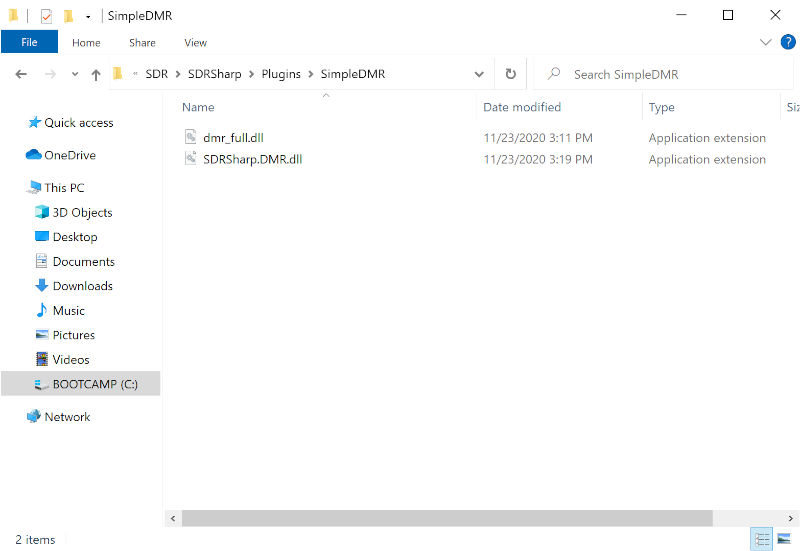 SimpleDMR
File Home Share View
« SDR > SDRSharp > Plugins > SimpleDMR
Search SimpleDMR
Name Date modified Type Siz
dmr_full.dll 11/23/2020 3:11 PM Application extension
SDRSharp.DMR.dll 11/23/2020 3:19 PM Application extension
Quick access
OneDrive
This PC
3D Objects
Desktop
Documents
Downloads
Music
Pictures
Videos
BOOTCAMP (C:)
Network
2 items